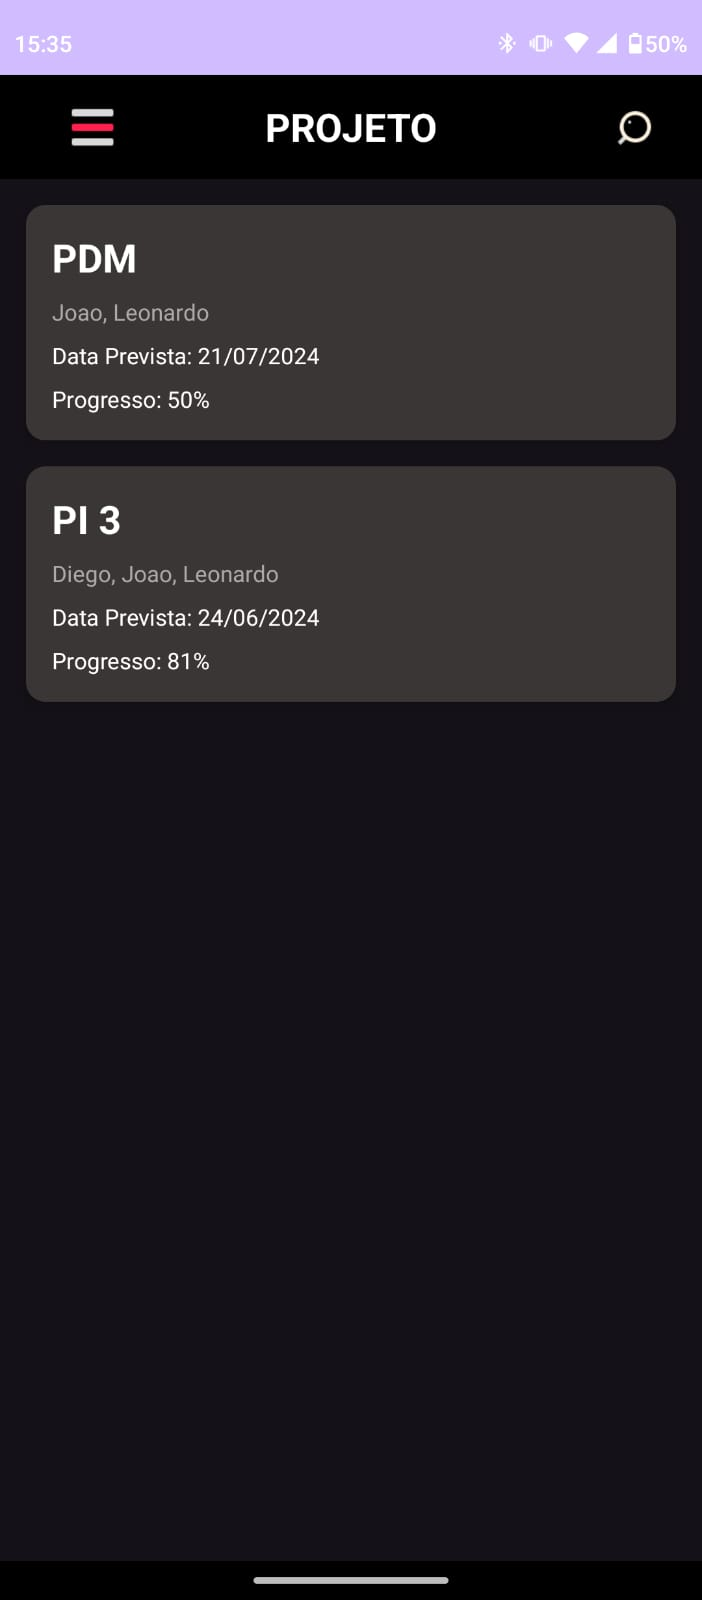 15:35
50%
PROJETO
PDM
Joao, Leonardo
Data Prevista: 21/07/2024
Progresso: 50%
PI 3
Diego, Joao, Leonardo
Data Prevista: 24/06/2024
Progresso: 81%